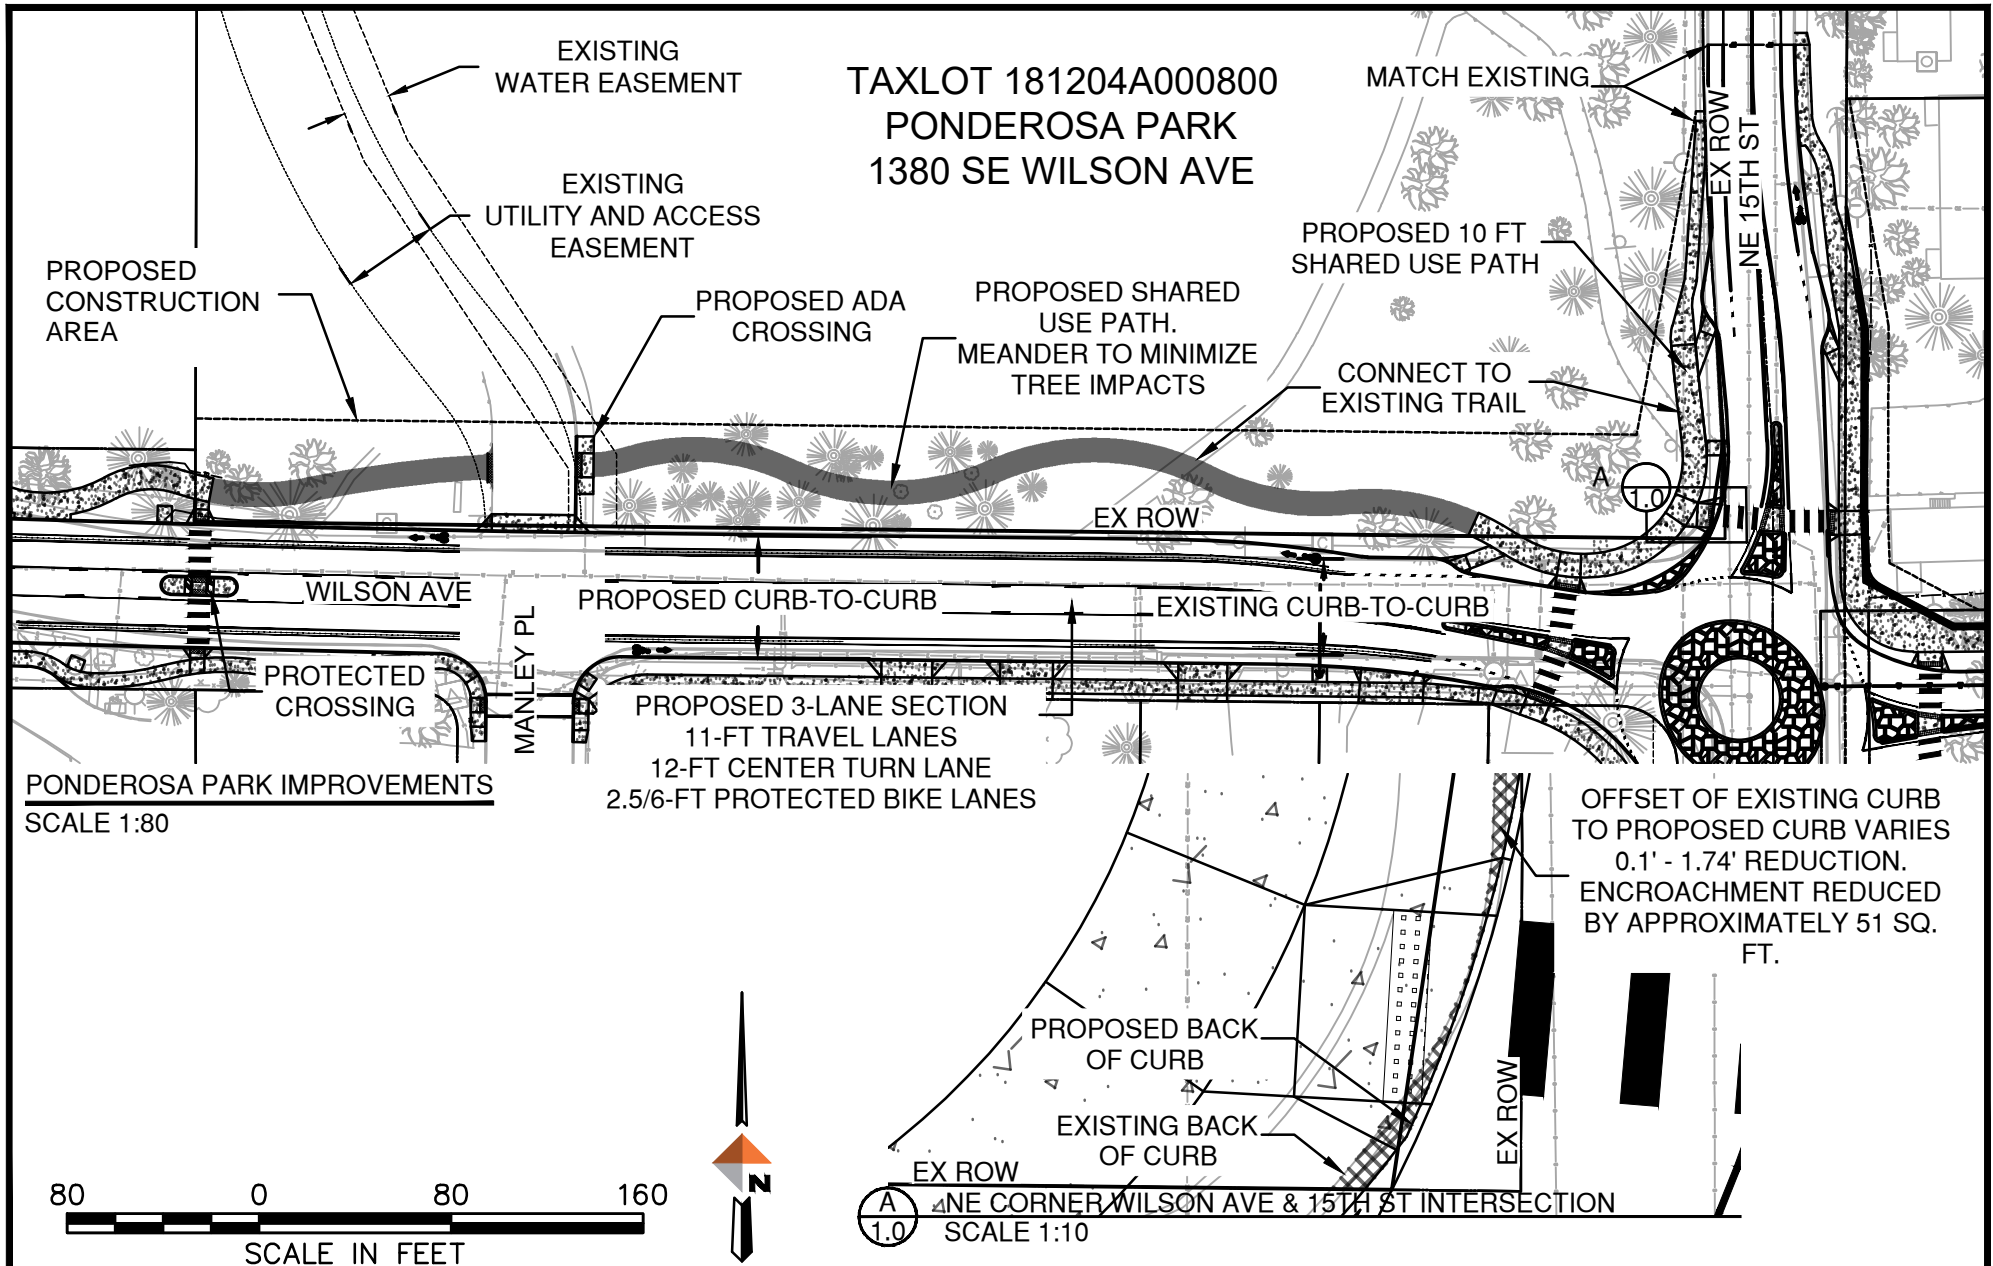 EXISTING
WATER EASEMENT
TAXLOT 181204A000800
PONDEROSA PARK
1380 SE WILSON AVE
MATCH EXISTING
EX ROW
NE 15TH ST
EXISTING
UTILITY AND ACCESS
EASEMENT
PROPOSED
CONSTRUCTION
AREA
PROPOSED ADA
CROSSING
PROPOSED SHARED
USE PATH.
MEANDER TO MINIMIZE
TREE IMPACTS
PROPOSED 10 FT
SHARED USE PATH
CONNECT TO
EXISTING TRAIL
A
1.0
EX ROW
WILSON AVE
PROPOSED CURB-TO-CURB
EXISTING CURB-TO-CURB
MANLEY PL
PROTECTED
CROSSING
PROPOSED 3-LANE SECTION
11-FT TRAVEL LANES
12-FT CENTER TURN LANE
2.5/6-FT PROTECTED BIKE LANES
PONDEROSA PARK IMPROVEMENTS
SCALE 1:80
OFFSET OF EXISTING CURB
TO PROPOSED CURB VARIES
0.1' - 1.74' REDUCTION.
ENCROACHMENT REDUCED
BY APPROXIMATELY 51 SQ.
FT.
PROPOSED BACK
OF CURB
EXISTING BACK
OF CURB
EX ROW
EX ROW
A
1.0
NE CORNER WILSON AVE & 15TH ST INTERSECTION
SCALE 1:10
N
80 0 80 160
SCALE IN FEET